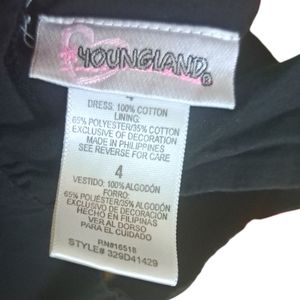 YOUNGLAND®
4
DRESS: 100% COTTON
LINING:
65% POLYESTER/35% COTTON
EXCLUSIVE OF DECORATION
MADE IN PHILIPPINES
SEE REVERSE FOR CARE
4
VESTIDO: 100% ALGODÓN
FORRO:
65% POLIÉSTER/35% ALGODÓN
EXCLUSIVO DE DECORACIÓN
HECHO EN FILIPINAS
VER AL DORSO
PARA EL CUIDADO
RN#16518
STYLE# 329D41429